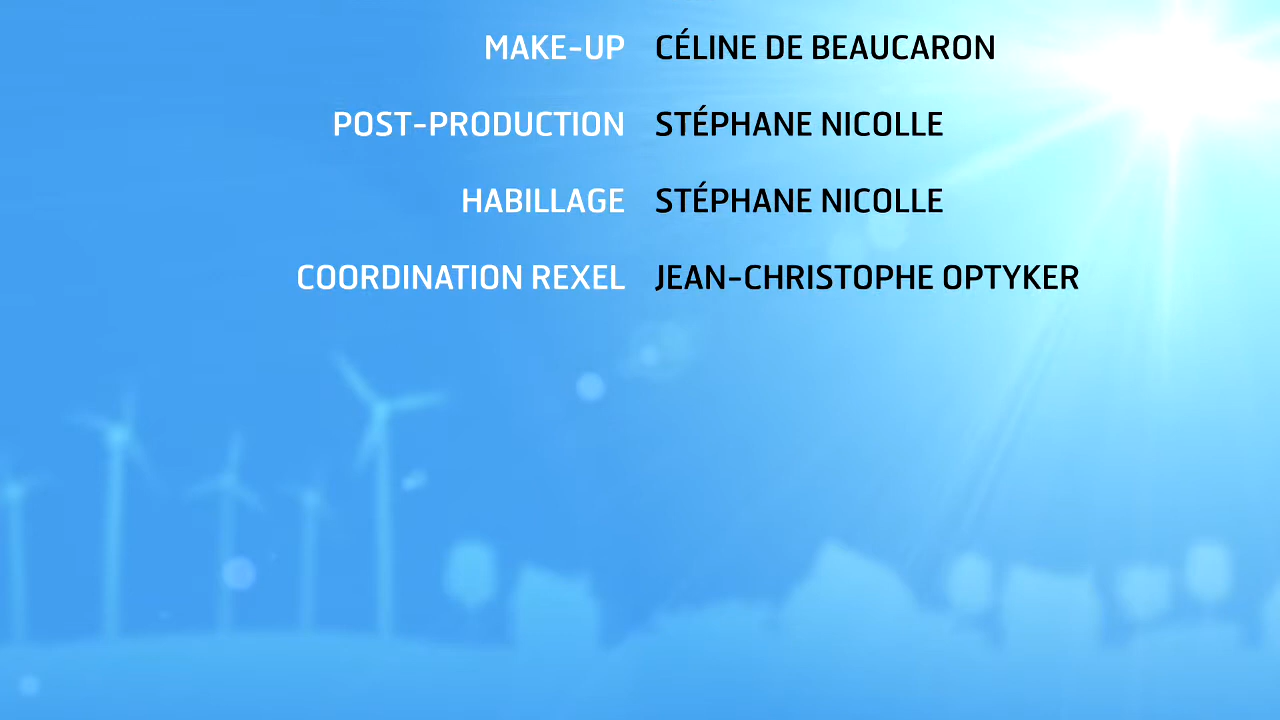 MAKE-UP CÉLINE DE BEAUCARON
POST-PRODUCTION STÉPHANE NICOLLE
HABILLAGE STÉPHANE NICOLLE
COORDINATION REXEL JEAN-CHRISTOPHE OPTYKER